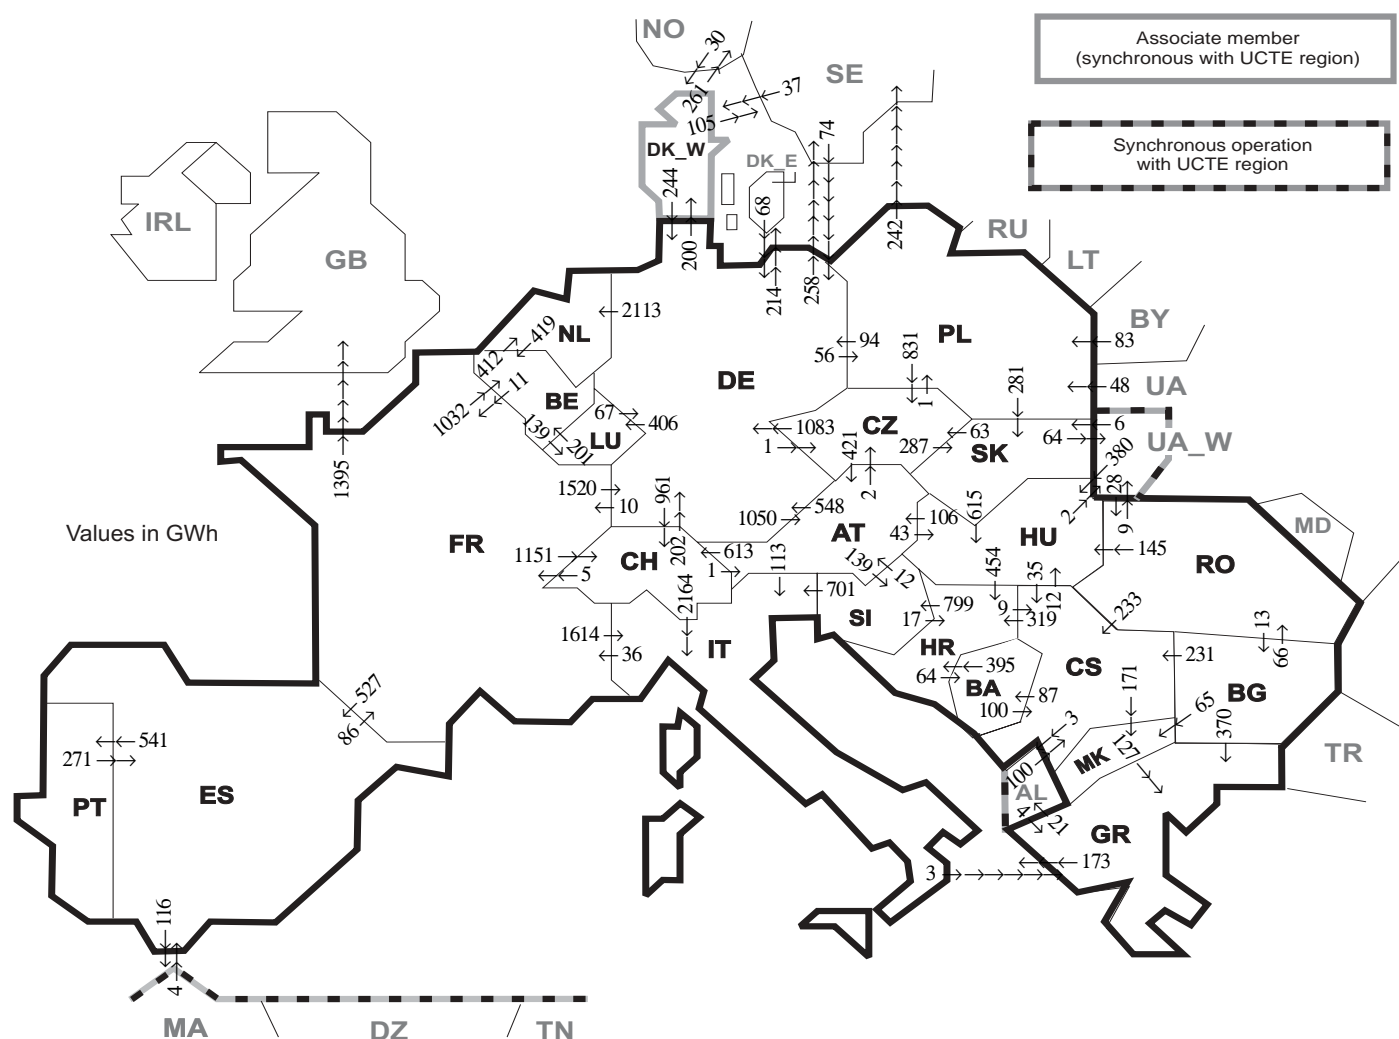 NO
30
261
SE
37
105
74
Associate member
(synchronous with UCTE region)
Synchronous operation
with UCTE region
DK_W
DK_E
244
68
200
214
258
242
IRL
GB
RU
LT
BY
UA
UA_W
MD
TR
2113
NL
419
412
11
1032
BE
139
201
LU
67
406
DE
94
56
831
1
PL
281
83
48
6
64
380
28
9
2
CZ
1083
1
421
2
287
63
SK
1395
Values in GWh
FR
1520
10
961
202
1050
548
AT
106
43
615
HU
145
RO
1151
5
CH
613
1
113
139
12
454
35
12
2164
701
SI
799
17
9
319
233
13
66
1614
36
IT
HR
395
64
BA
87
100
CS
171
231
BG
65
370
527
86
541
271
PT
ES
3
100
AL
MK
127
4
21
GR
173
3
116
4
MA
DZ
TN